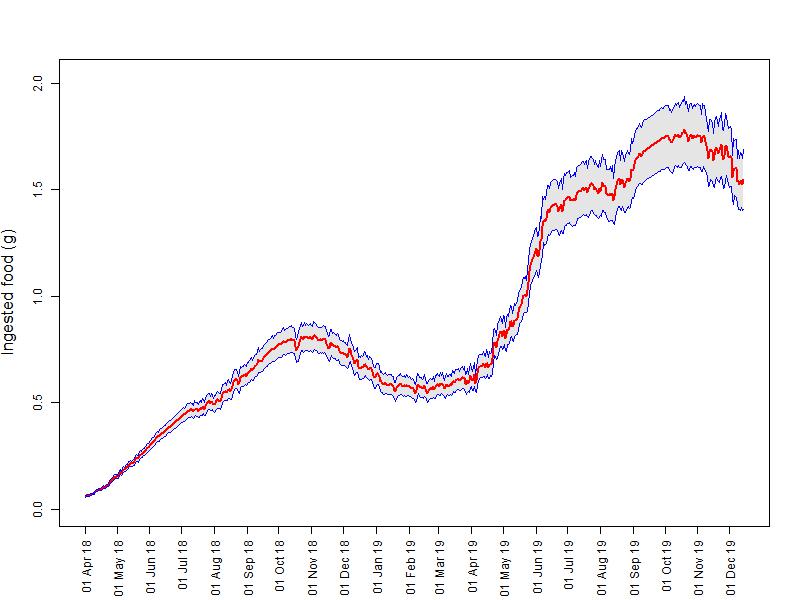 Ingested food (g)
2.0
1.5
1.0
0.5
0.0
01 Apr 18
01 May 18
01 Jun 18
01 Jul 18
01 Aug 18
01 Sep 18
01 Oct 18
01 Nov 18
01 Dec 18
01 Jan 19
01 Feb 19
01 Mar 19
01 Apr 19
01 May 19
01 Jun 19
01 Jul 19
01 Aug 19
01 Sep 19
01 Oct 19
01 Nov 19
01 Dec 19